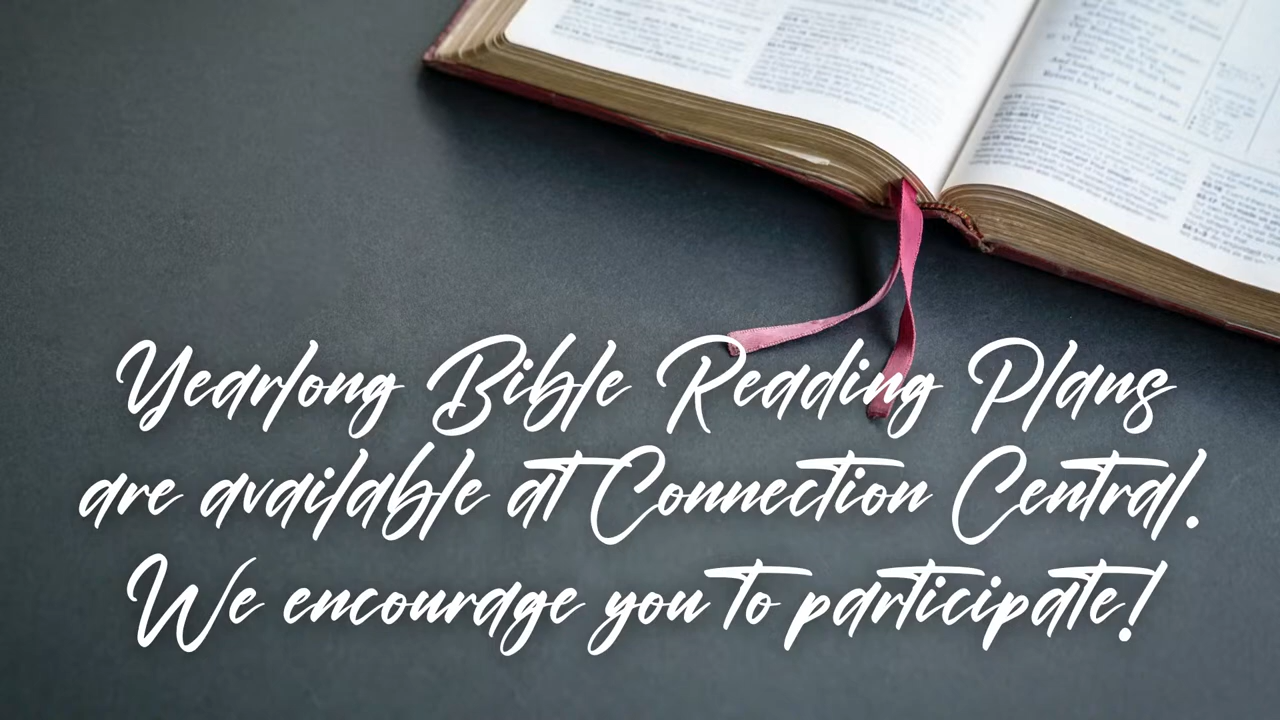 Yearlong Bible Reading Plans
are available at Connection Central.
We encourage you to participate!